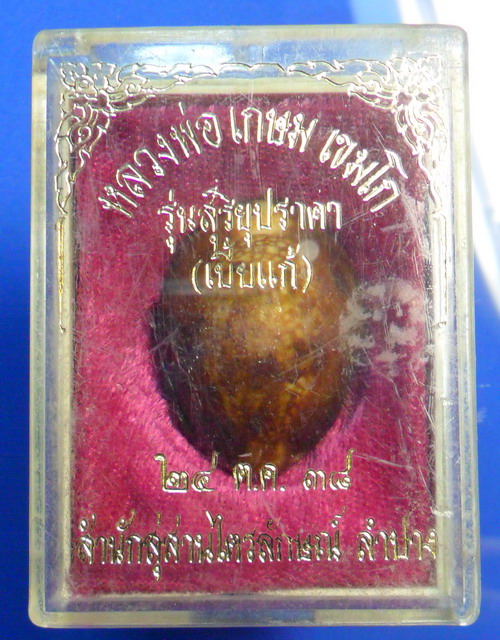 หลวงพ่อ เกษม เขมโก
รุ่นสุริยุปราคา
(เบี้ยแก้)
๒๔ ต.ค. ๓๘
สำนักสุสานไตรลักษณ์ ลำปาง